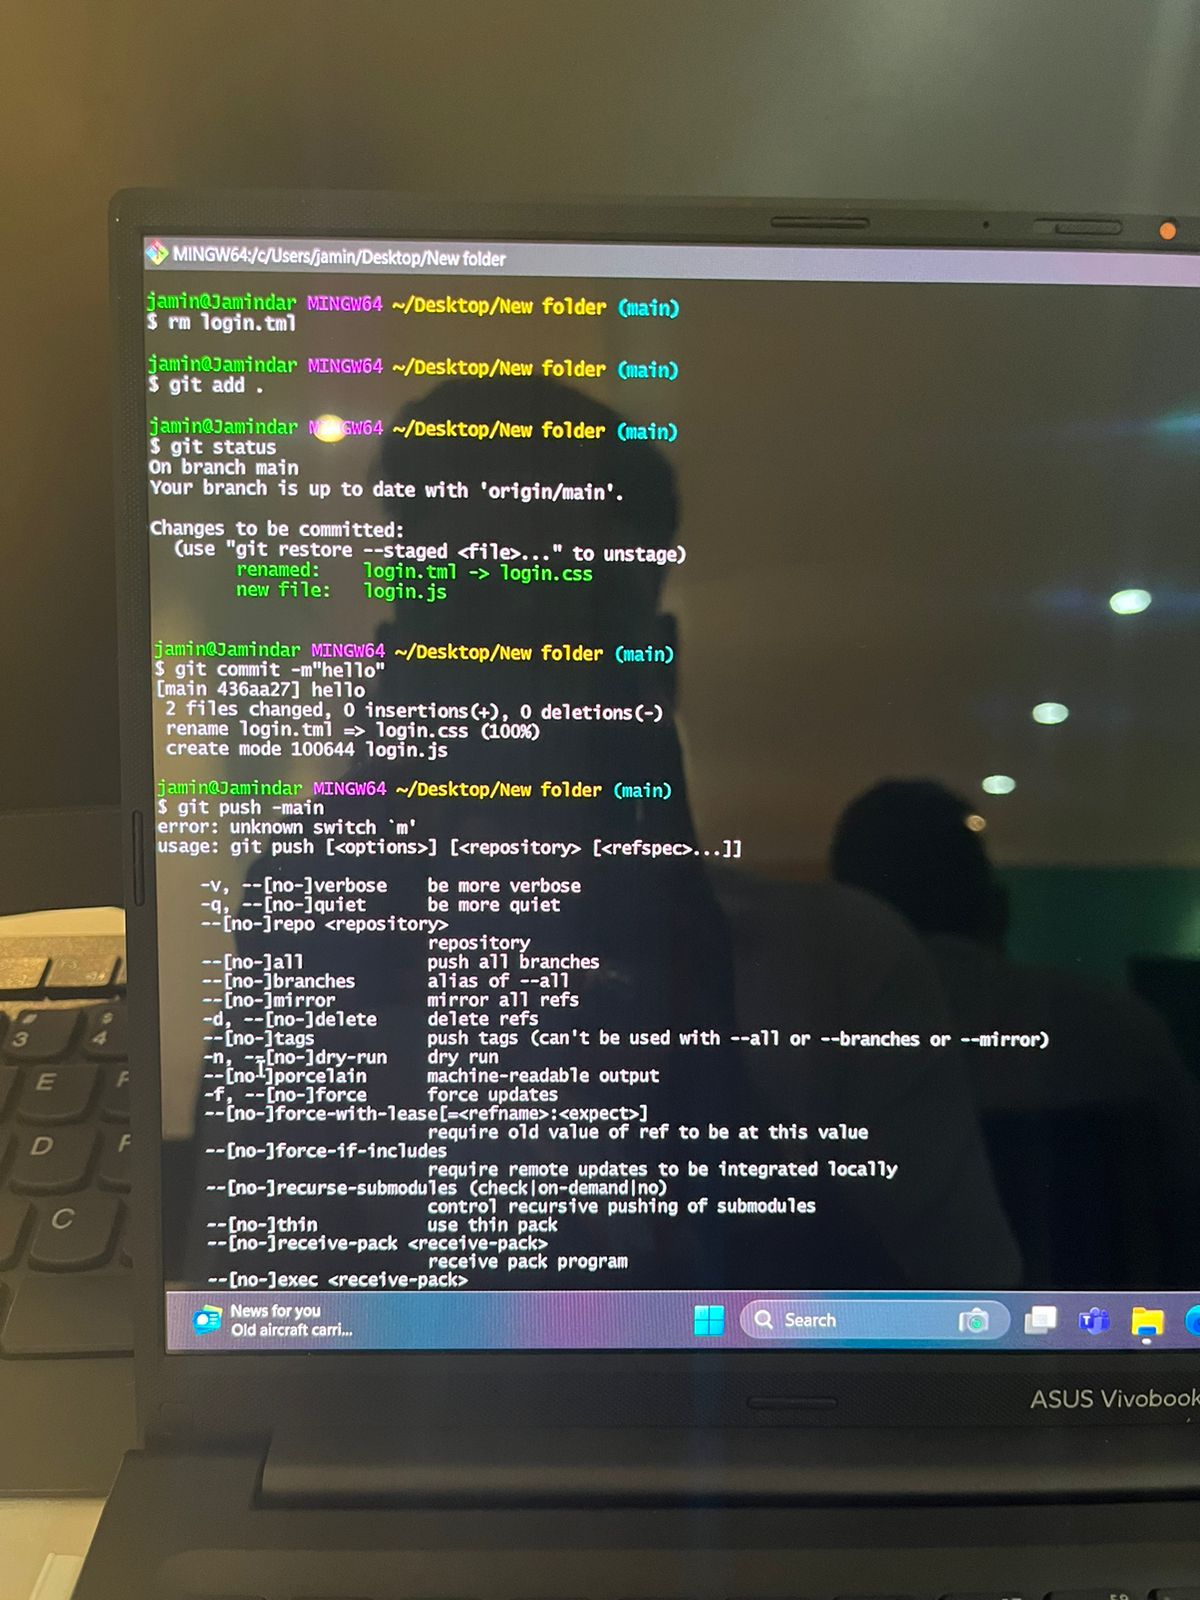 MINGW64:/c/Users/jamin/Desktop/New folder
jamin@Jamindar MINGW64 ~/Desktop/New folder (main)
$ rm login.tml
jamin@Jamindar MINGW64 ~/Desktop/New folder (main)
$ git add .
jamin@Jamindar MINGW64 ~/Desktop/New folder (main)
$ git status
On branch main
Your branch is up to date with 'origin/main'.
Changes to be committed:
(use "git restore --staged <file>..." to unstage)
renamed: login.tml -> login.css
new file: login.js
jamin@Jamindar MINGW64 ~/Desktop/New folder (main)
$ git commit -m"hello"
[main 436aa27] hello
2 files changed, 0 insertions(+), 0 deletions(-)
rename login.tml => login.css (100%)
create mode 100644 login.js
jamin@Jamindar MINGW64 ~/Desktop/New folder (main)
$ git push -main
error: unknown switch `m'
usage: git push [<options>] [<repository> [<refspec>...]]
-v, --[no-]verbose be more verbose
-q, --[no-]quiet be more quiet
--[no-]repo <repository>
repository
--[no-]all push all branches
--[no-]branches alias of --all
--[no-]mirror mirror all refs
-d, --[no-]delete delete refs
--[no-]tags push tags (can't be used with --all or --branches or --mirror)
-n, --[no-]dry-run dry run
--[no-]porcelain machine-readable output
-f, --[no-]force force updates
--[no-]force-with-lease[=<refname>:<expect>]
require old value of ref to be at this value
--[no-]force-if-includes
require remote updates to be integrated locally
--[no-]recurse-submodules (check|on-demand|no)
control recursive pushing of submodules
--[no-]thin use thin pack
--[no-]receive-pack <receive-pack>
receive pack program
--[no-]exec <receive-pack>
News for you
Old aircraft carri...
Search
ASUS Vivobook
# $
3 4
E
D F
C